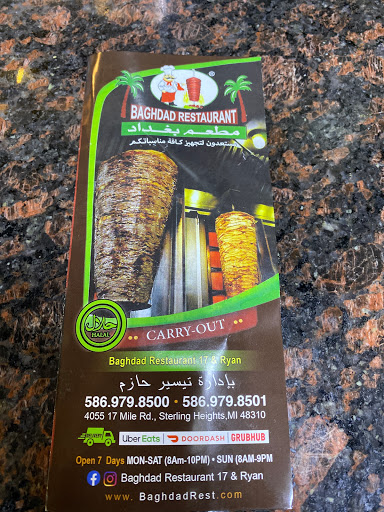 BAGHDAD RESTAURANT
®
مطعم بغداد
مستعدون لتجهيز كافة مناسباتكم
حلال
HALAL
•• CARRY-OUT ••
Baghdad Restaurant 17 & Ryan
بإدارة تيسير حازم
586.979.8500 • 586.979.8501
4055 17 Mile Rd., Sterling Heights,MI 48310
DELIVERY Uber Eats DOORDASH GRUBHUB
Open 7 Days MON-SAT (8Am-10PM) • SUN (8AM-9PM)
Baghdad Restaurant 17 & Ryan
www. BaghdadRest.com